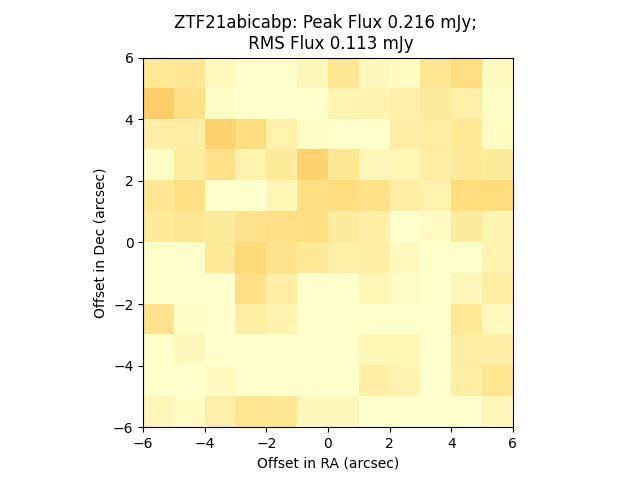 ZTF21abicabp: Peak Flux 0.216 mJy;
RMS Flux 0.113 mJy
6
4
2
0
−2
−4
−6
Offset in Dec (arcsec)
−6 −4 −2 0 2 4 6
Offset in RA (arcsec)